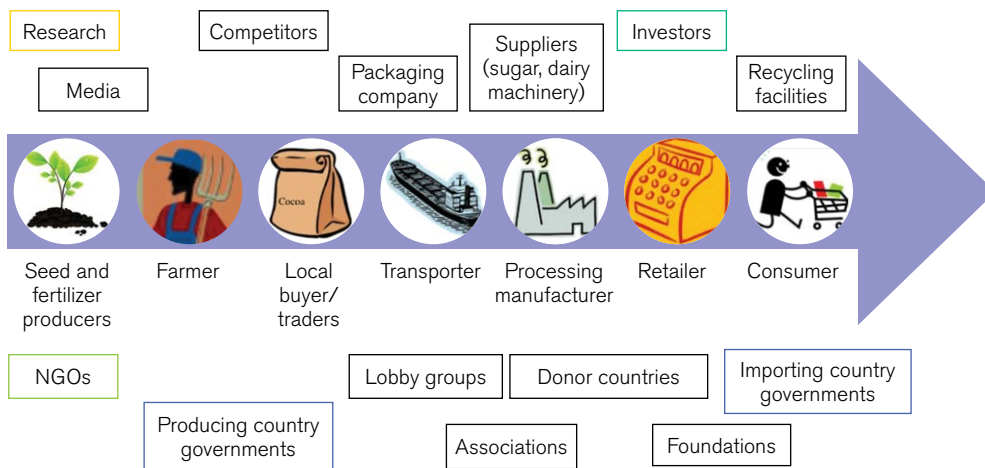 Research
Competitors
Suppliers
(sugar, dairy
machinery)
Investors
Media
Packaging
company
Recycling
facilities
Cocoa
Seed and
fertilizer
producers
Farmer
Local
buyer/
traders
Transporter
Processing
manufacturer
Retailer
Consumer
NGOs
Lobby groups
Donor countries
Importing country
governments
Producing country
governments
Associations
Foundations